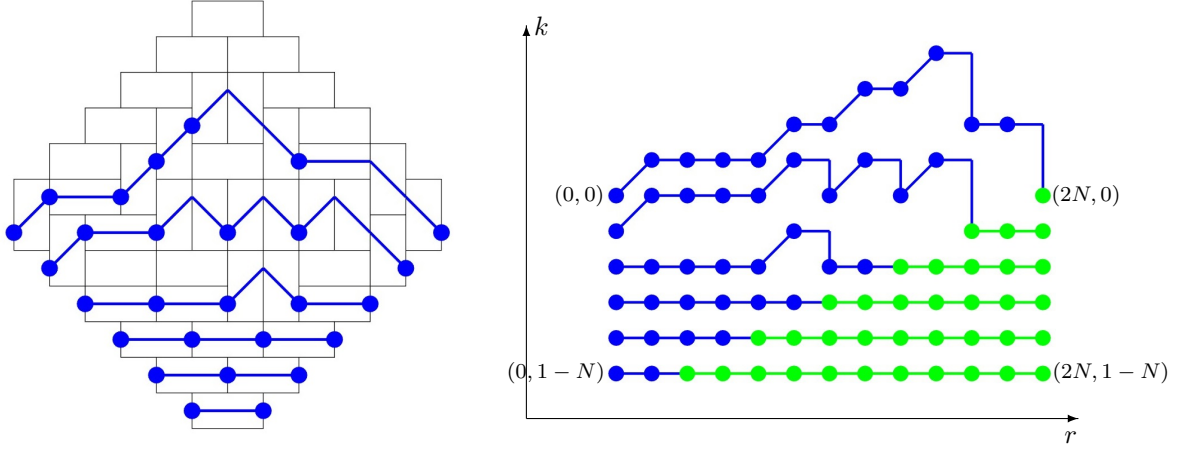 k
(0, 0)
(2N, 0)
(0, 1 − N)
(2N, 1 − N)
r